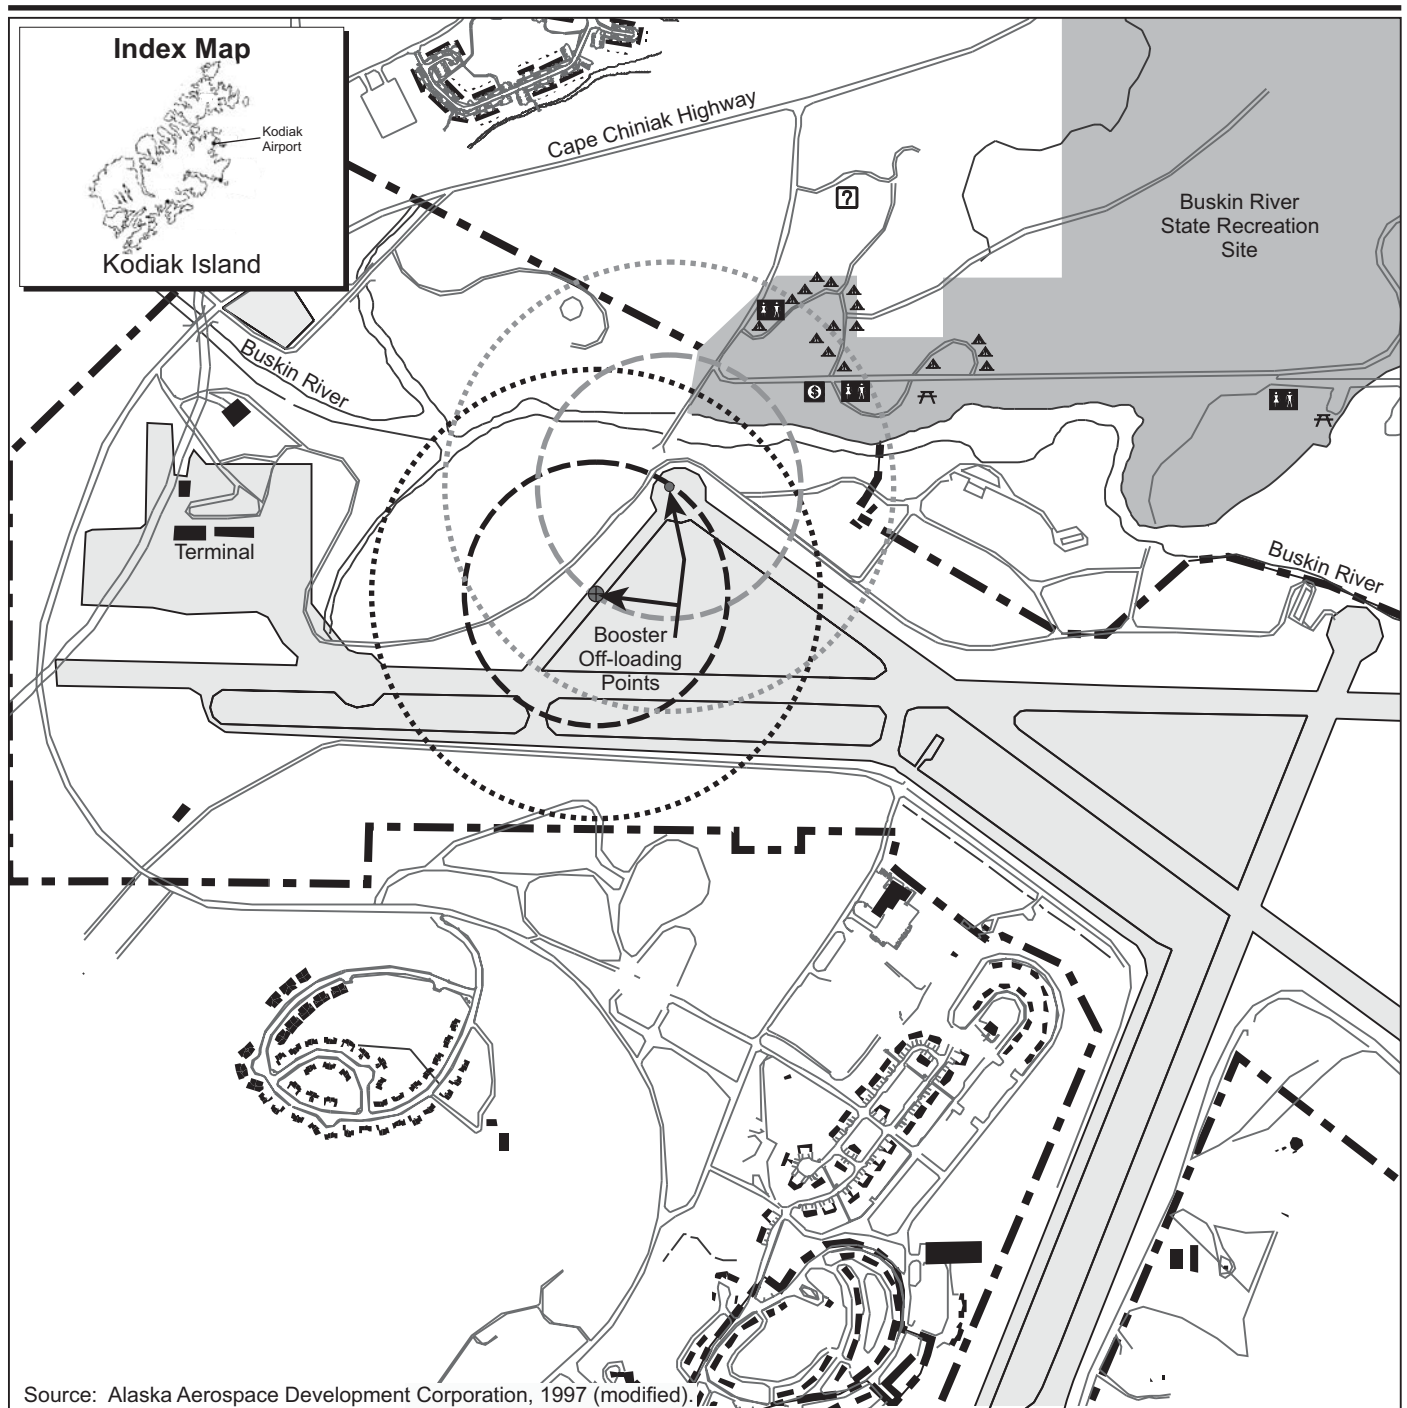 Index Map
Kodiak
Airport
Kodiak Island
Cape Chiniak Highway
?
Buskin River
State Recreation
Site
Buskin River
$
Terminal
Buskin River
Booster
Off-loading
Points
Source: Alaska Aerospace Development Corporation, 1997 (modified).